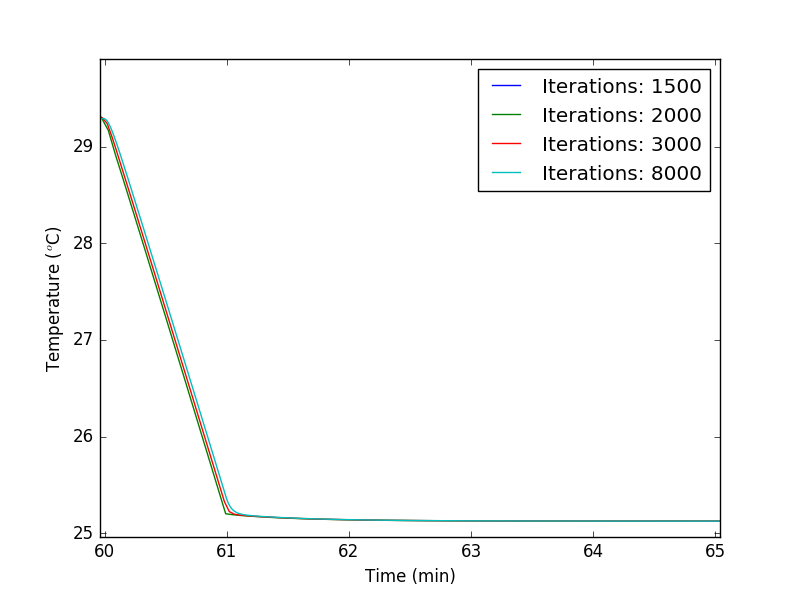 Iterations: 1500
Iterations: 2000
Iterations: 3000
Iterations: 8000
29
28
27
26
25
Temperature (°C)
60 61 62 63 64 65
Time (min)